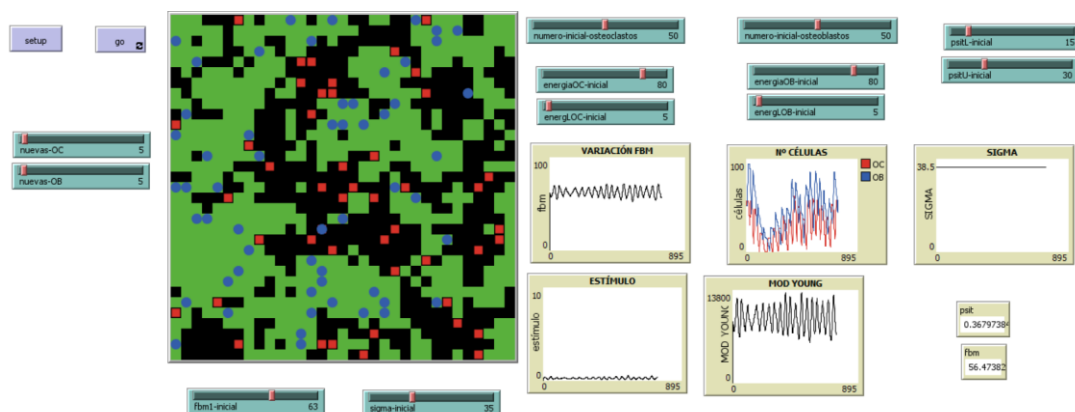 setup
go
nuevas-OC 5
nuevas-OB 5
numero-inicial-osteoclastos 50
numero-inicial-osteoblastos 50
psitL-inicial 15
psitU-inicial 30
energiaOC-inicial 80
energLOC-inicial 5
energiaOB-inicial 80
energLOB-inicial 5
VARIACIÓN FBM
100
fbm
0
0 895
Nº CÉLULAS
100
células
0
0 895
OC
OB
SIGMA
38.5
SIGMA
0
0 895
ESTÍMULO
10
estímulo
0
0 895
MOD YOUNG
13800
MOD YOUNG
0
0 895
psit
0.3679738
fbm
56.47382
fbm1-inicial 63
sigma-inicial 35